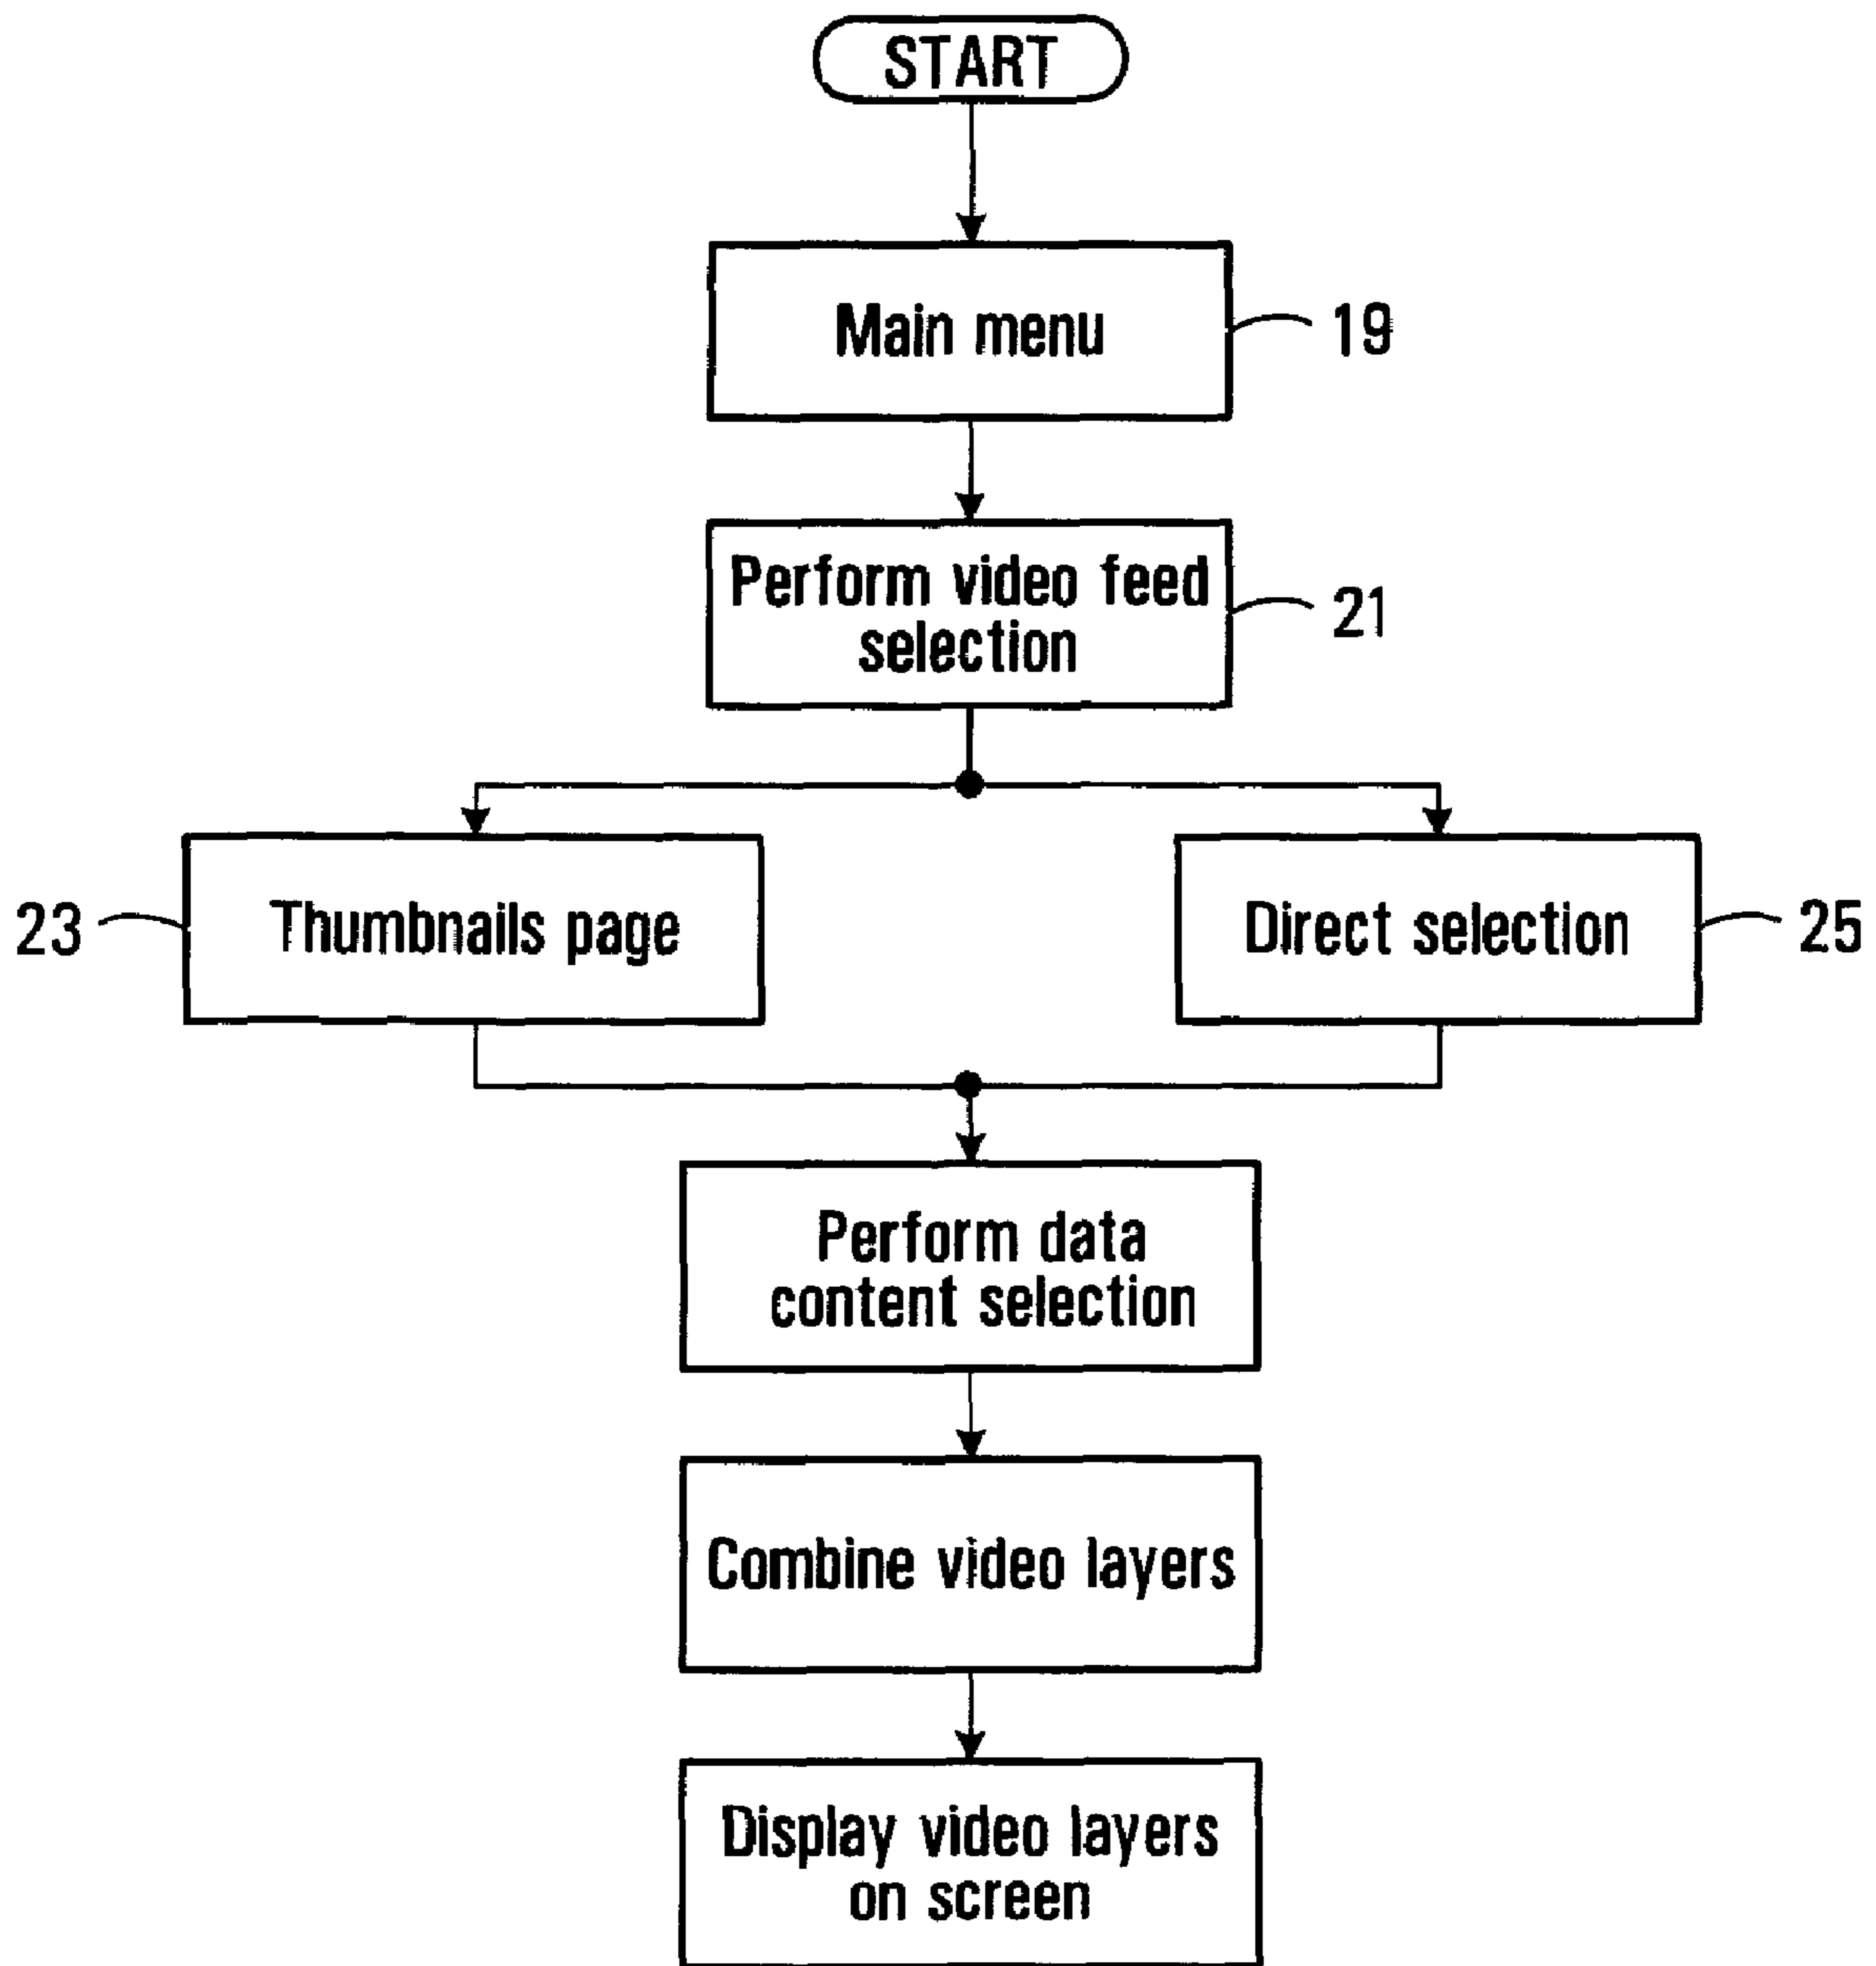 START
Main menu
19
Perform video feed
selection
21
23
Thumbnails page
Direct selection
25
Perform data
content selection
Combine video layers
Display video layers
on screen